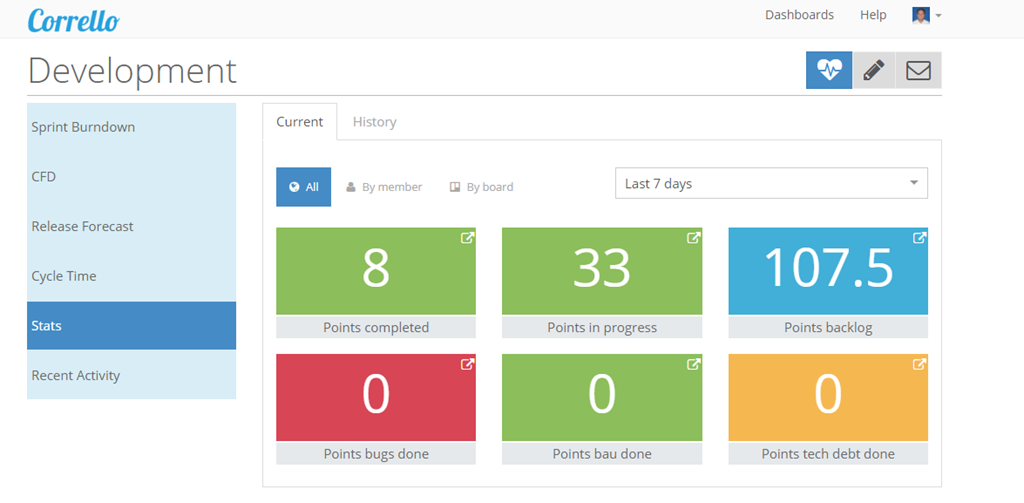 Corrello
Dashboards Help
Development
Sprint Burndown
CFD
Release Forecast
Cycle Time
Stats
Recent Activity
Current History
All By member By board Last 7 days
8 33 107.5
Points completed Points in progress Points backlog
0 0 0
Points bugs done Points bau done Points tech debt done